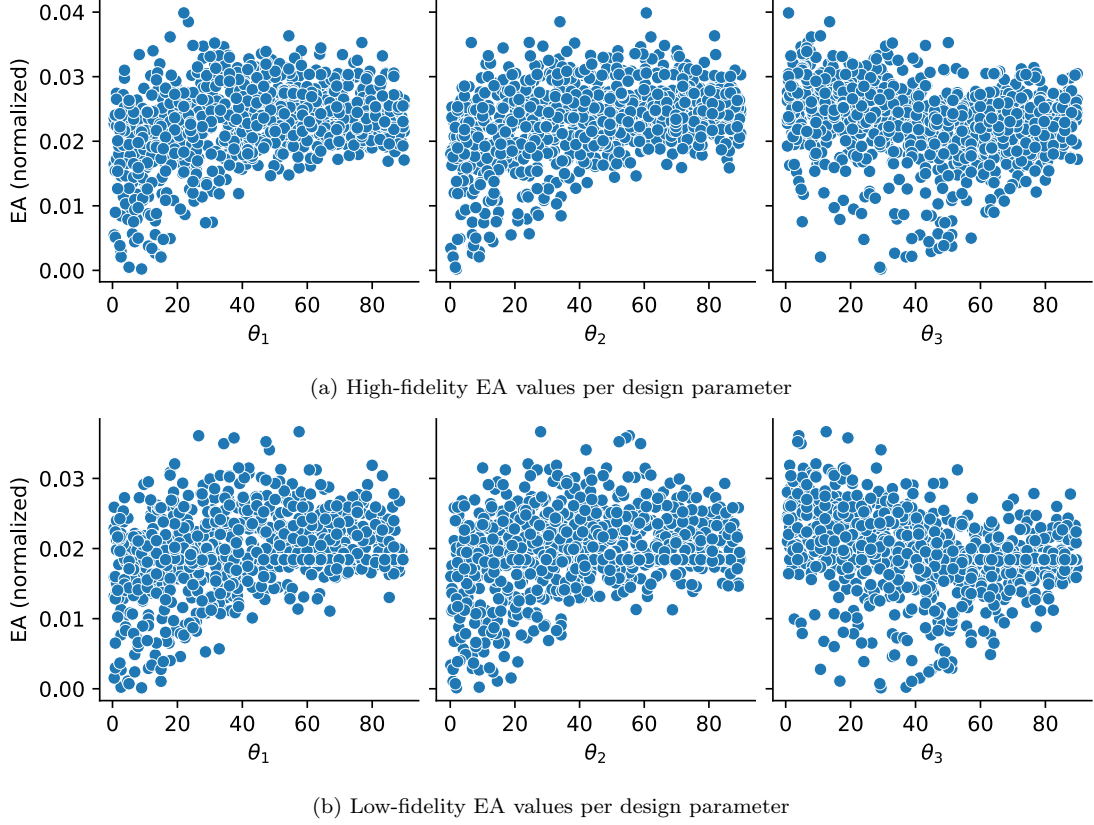 0.04
0.03
0.02
0.01
0.00
EA (normalized)
0 20 40 60 80
θ1
0 20 40 60 80
θ2
0 20 40 60 80
θ3
(a) High-fidelity EA values per design parameter
0.03
0.02
0.01
0.00
EA (normalized)
0 20 40 60 80
θ1
0 20 40 60 80
θ2
0 20 40 60 80
θ3
(b) Low-fidelity EA values per design parameter